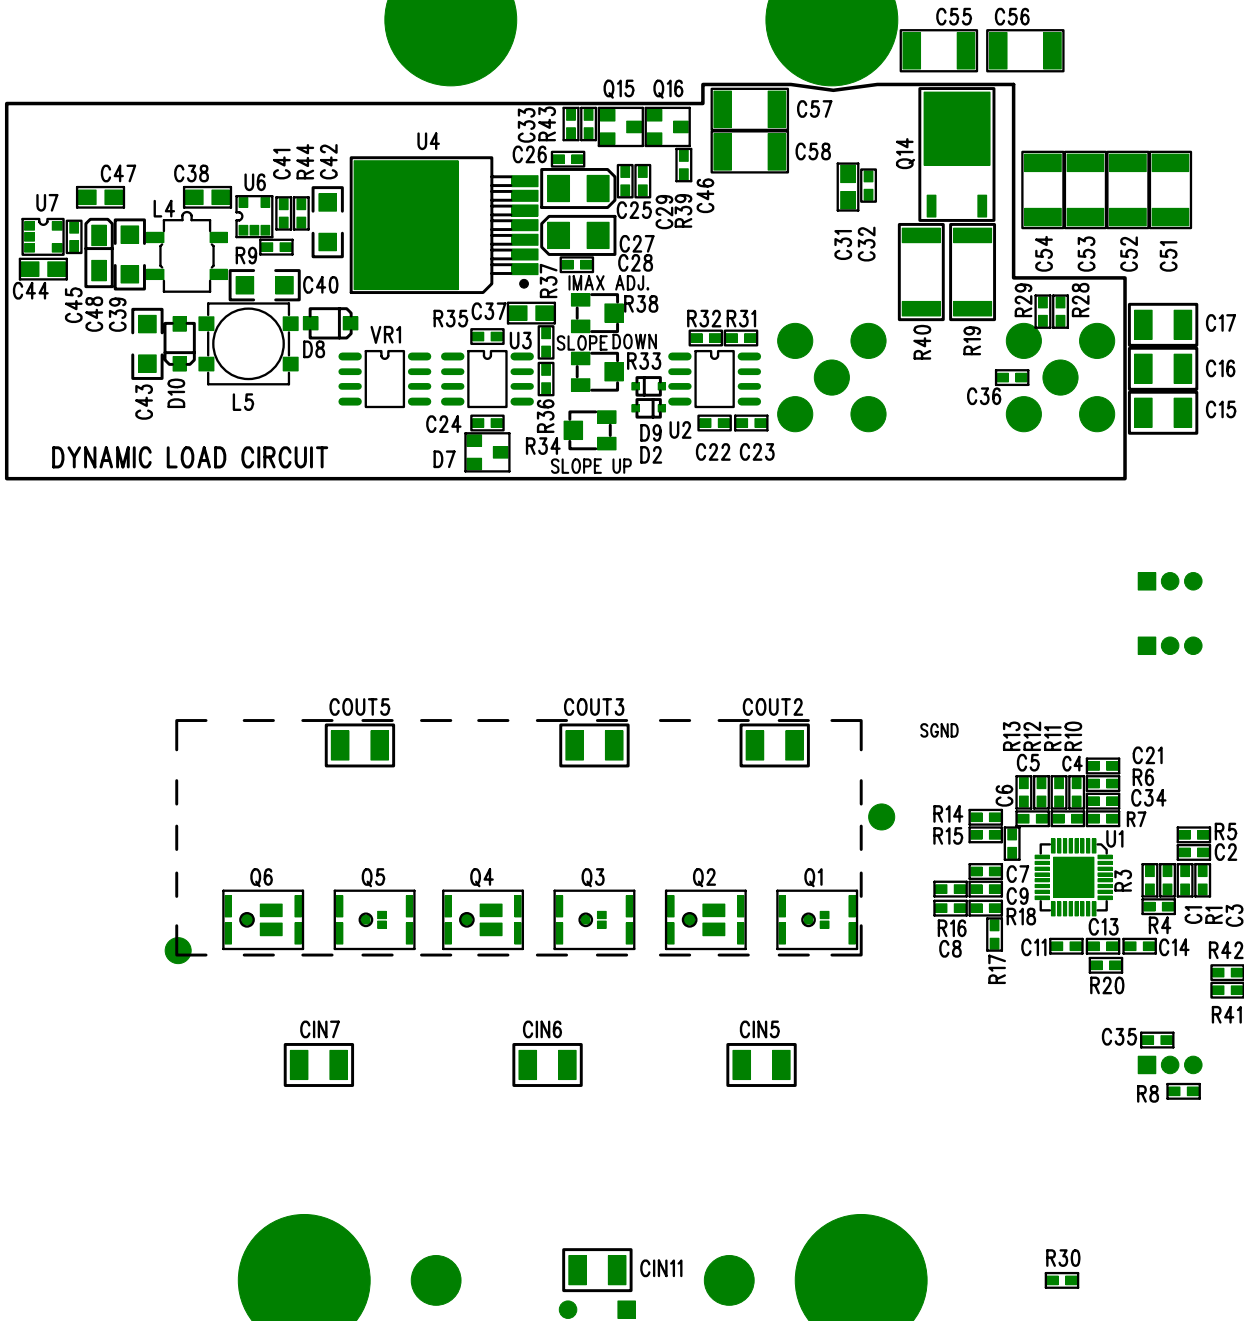 C55 C56
Q15 Q16
C33
R43
C57
C58
U4
C26
Q14
C41
R44
C42
C47
C38
U6
U7
L4
C25
C29
R39
C46
C27
C28
R9
C31
C32
C54
C53
C52
C51
C44
C45
C48
C39
C40
R37
IMAX ADJ.
R38
C37
R35
U3
VR1
D8
SLOPE DOWN
R33
R32 R31
R40
R19
R29
R28
C17
C16
C15
C36
C43
D10
L5
C24
R36
R34
D9
D2
U2
C22 C23
D7
SLOPE UP
DYNAMIC LOAD CIRCUIT
COUT5 COUT3 COUT2
SGND
R13
R12
R11
R10
C5 C4
C21
R6
C34
C6
R7
R14
R15
U1
R5
C2
Q6 Q5 Q4 Q3 Q2 Q1
C7
C9
R3
R18
R16
C8
R17
R4
C1
R1
C3
C11
C13
C14
R20
R42
R41
CIN7 CIN6 CIN5
C35
R8
CIN11
R30